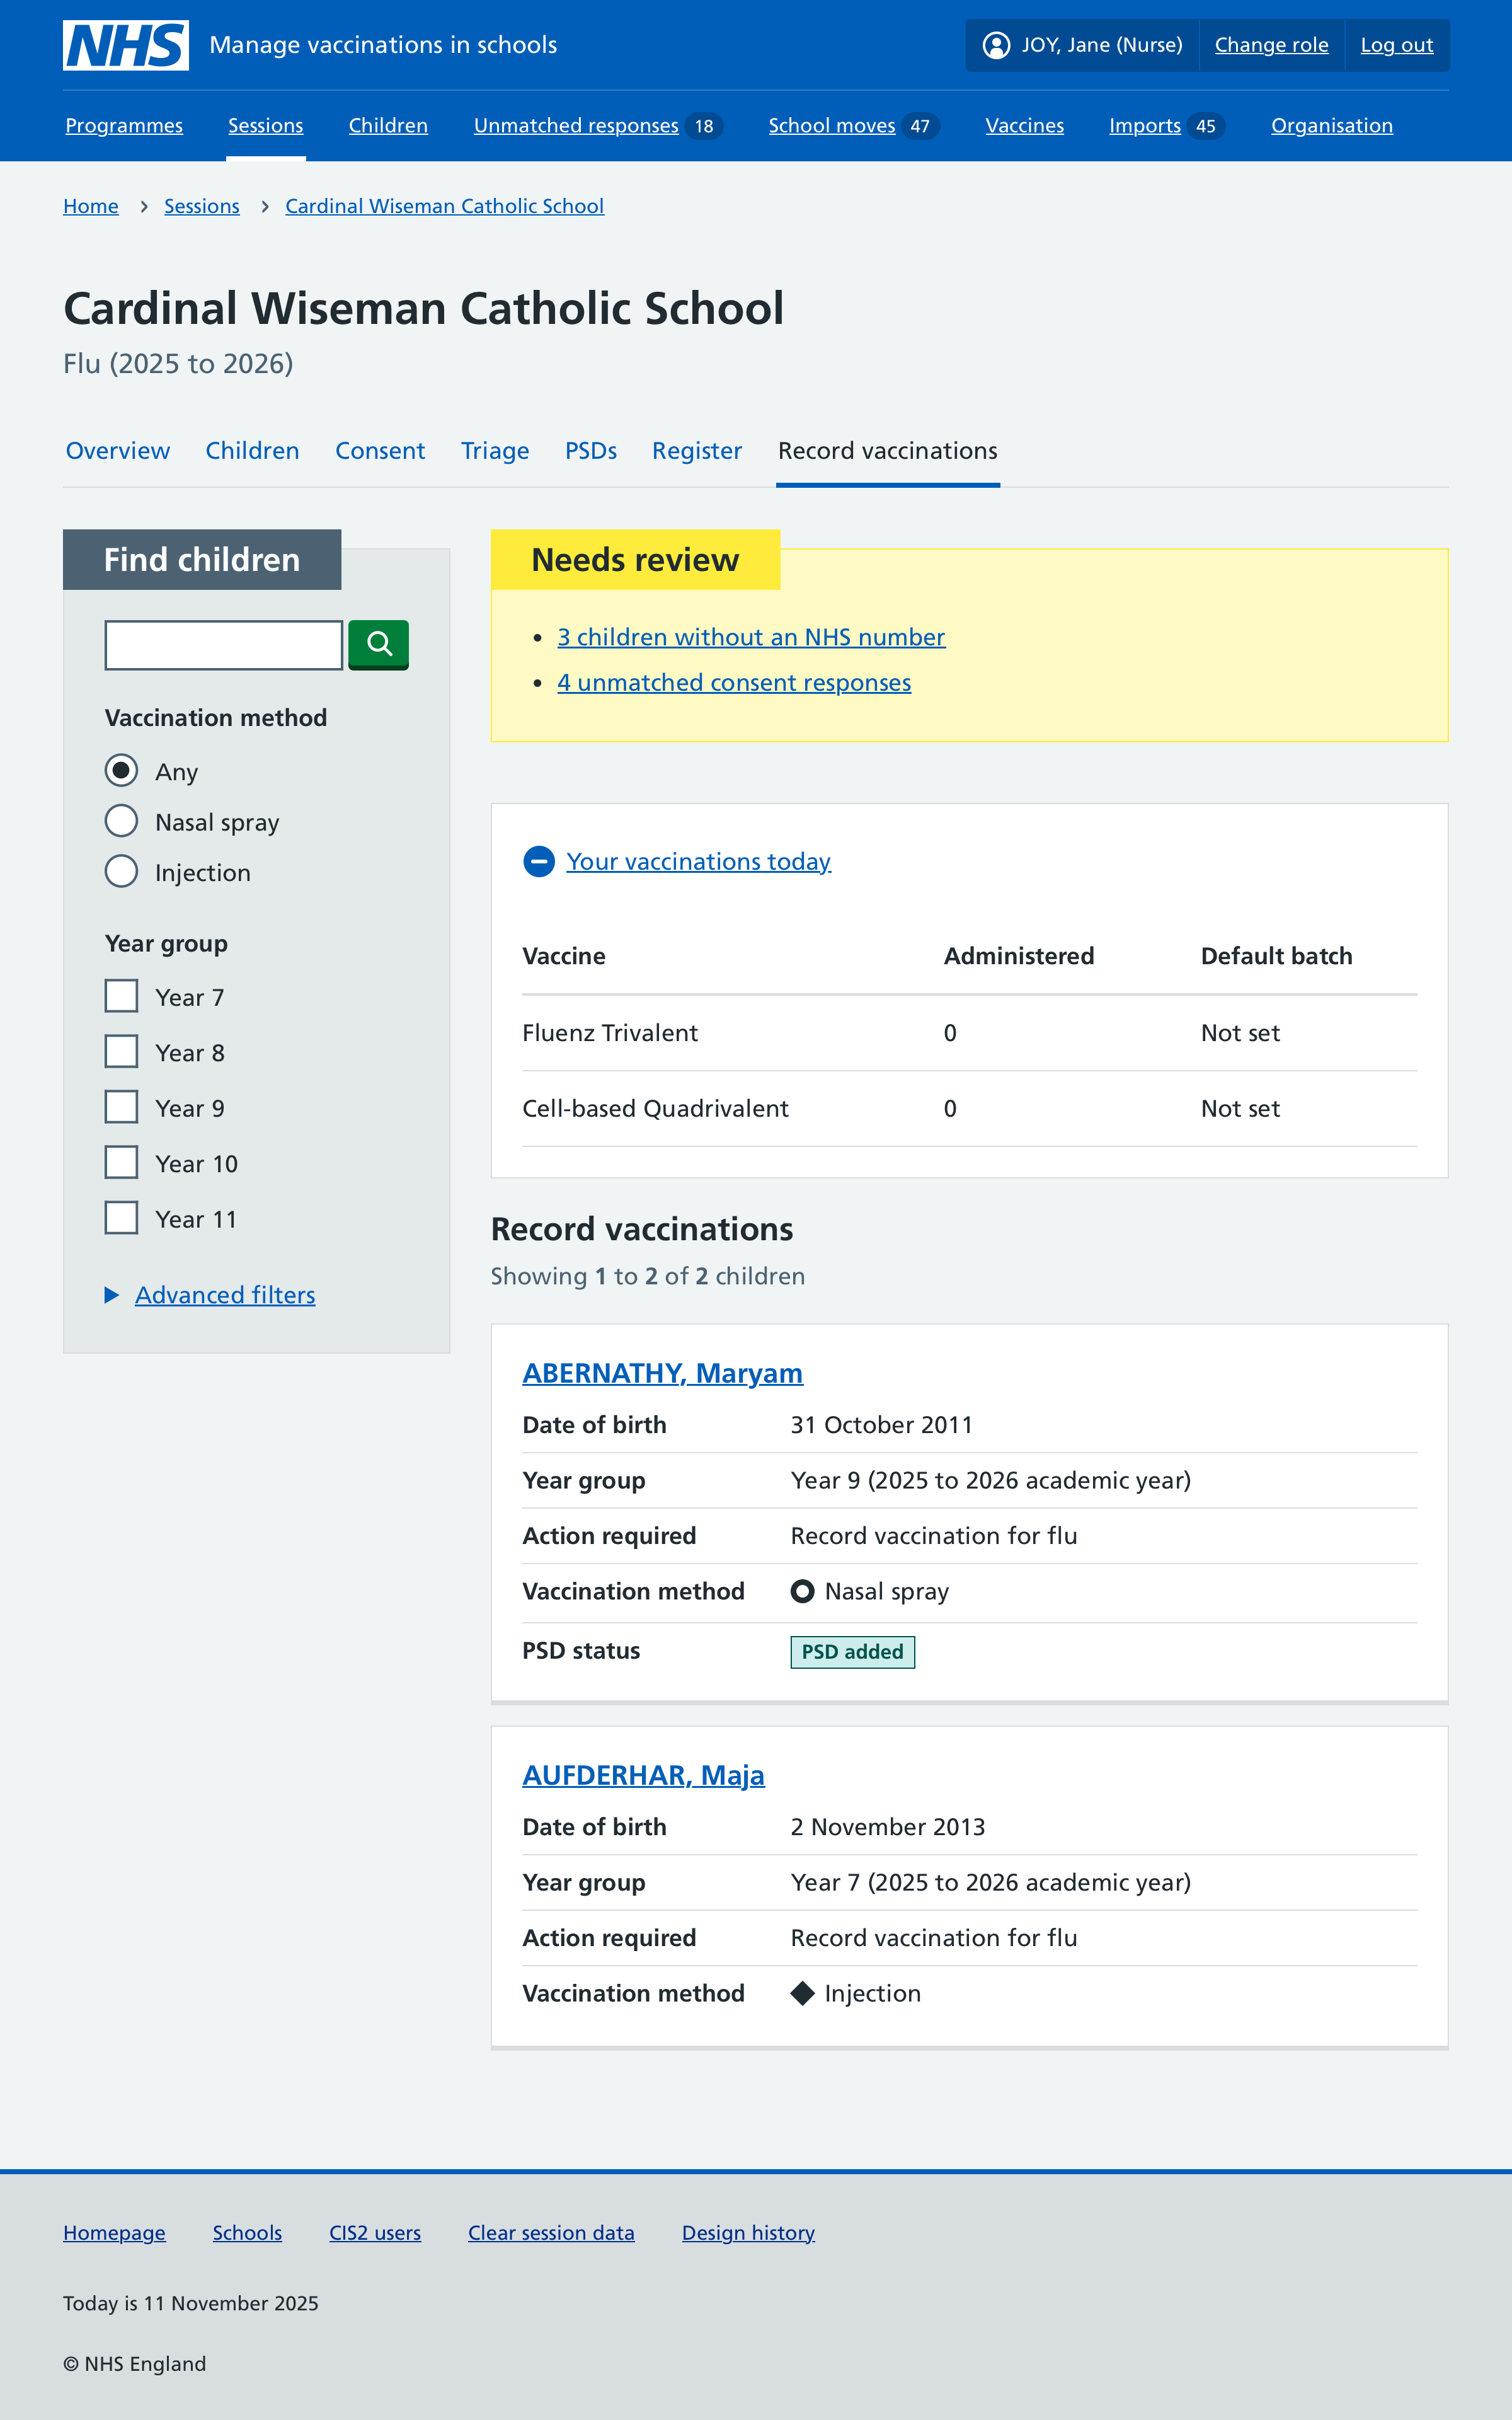 NHS Manage vaccinations in schools
JOY, Jane (Nurse) Change role Log out
Programmes Sessions Children Unmatched responses 18 School moves 47 Vaccines Imports 45 Organisation
Home › Sessions › Cardinal Wiseman Catholic School
Cardinal Wiseman Catholic School
Flu (2025 to 2026)
Overview Children Consent Triage PSDs Register Record vaccinations
Find children
Vaccination method
Any
Nasal spray
Injection
Year group
Year 7
Year 8
Year 9
Year 10
Year 11
Advanced filters
Needs review
• 3 children without an NHS number
• 4 unmatched consent responses
Your vaccinations today
Vaccine Administered Default batch
Fluenz Trivalent 0 Not set
Cell-based Quadrivalent 0 Not set
Record vaccinations
Showing 1 to 2 of 2 children
ABERNATHY, Maryam
Date of birth 31 October 2011
Year group Year 9 (2025 to 2026 academic year)
Action required Record vaccination for flu
Vaccination method Nasal spray
PSD status PSD added
AUFDERHAR, Maja
Date of birth 2 November 2013
Year group Year 7 (2025 to 2026 academic year)
Action required Record vaccination for flu
Vaccination method Injection
Homepage Schools CIS2 users Clear session data Design history
Today is 11 November 2025
© NHS England